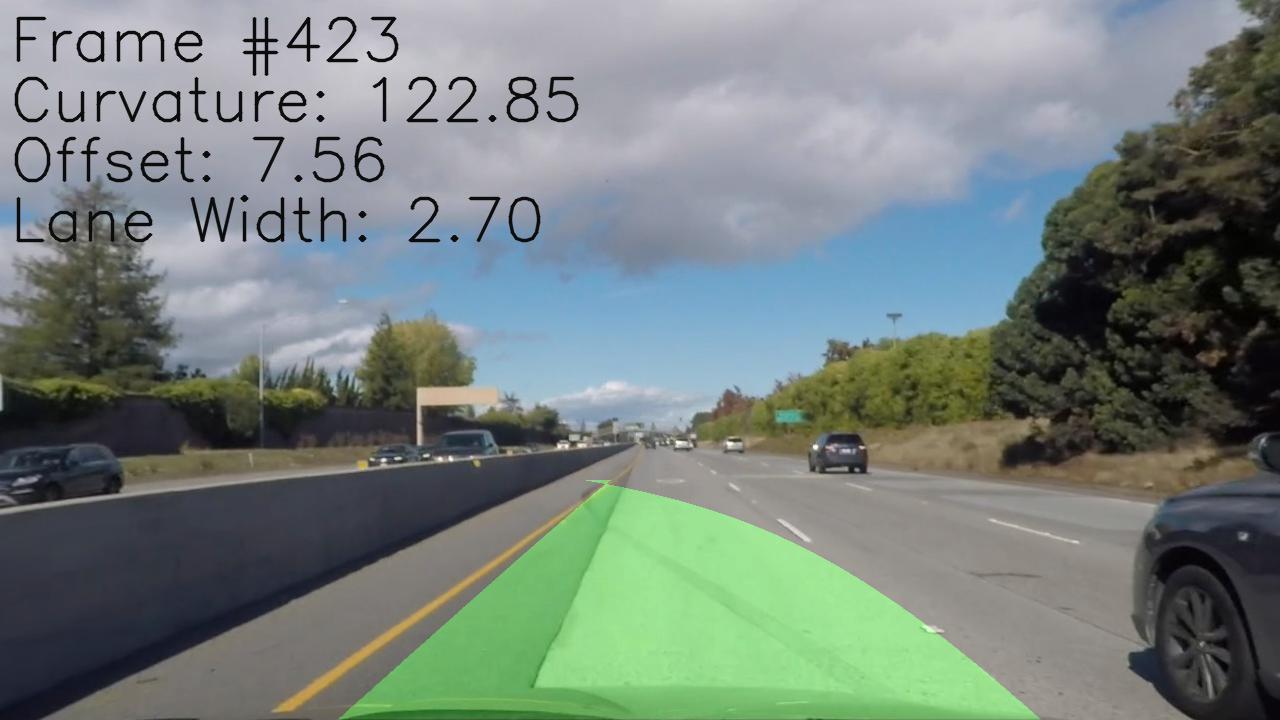 Frame #423
Curvature: 122.85
Offset: 7.56
Lane Width: 2.70